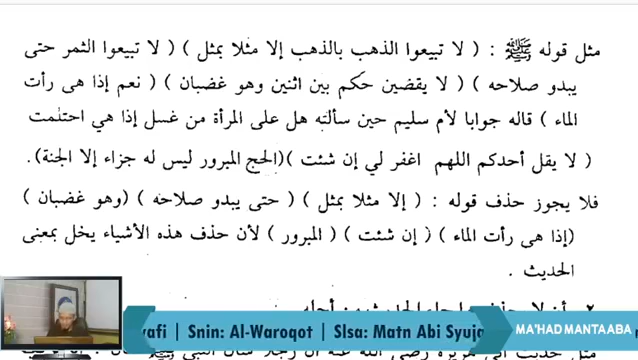 مثل قوله ﷺ : ( لا تبيعوا الذهب بالذهب إلا مثلا بمثل ) ( لا تبيعوا الثمر حتى
يبدو صلاحه ) ( لا يقضين حكم بين اثنين وهو غضبان ) ( نعم إذا هى رأت
الماء ) قاله جوابا لأم سليم حين سألته هل على المرأة من غسل إذا هي احتلمت
( لا يقل أحدكم اللهم اغفر لي إن شئت )(الحج المبرور ليس له جزاء إلا الجنة).
فلا يجوز حذف قوله : ( إلا مثلا بمثل ) ( حتى يبدو صلاحه ) (وهو غضبان )
(إذا هى رأت الماء ) ( إن شئت ) ( المبرور ) لأن حذف هذه الأشياء يخل بمعنى
الحديث .
yafi | Snin: Al-Waroqot | Slsa: Matn Abi Syuja
MA'HAD MANTAABA